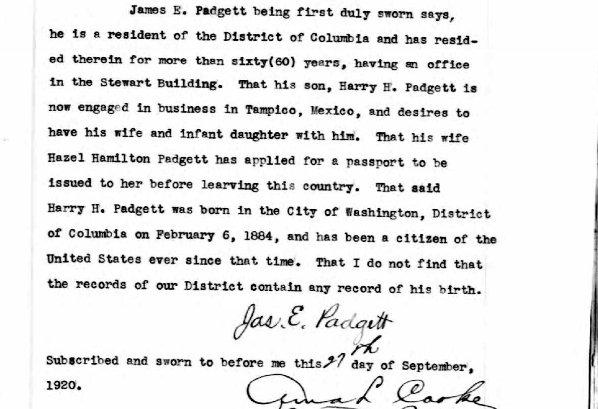 James E. Padgett being first duly sworn says,
he is a resident of the District of Columbia and has resid-
ed therein for more than sixty(60) years, having an office
in the Stewart Building. That his son, Harry H. Padgett is
now engaged in business in Tampico, Mexico, and desires to
have his wife and infant daughter with him. That his wife
Hazel Hamilton Padgett has applied for a passport to be
issued to her before learving this country. That said
Harry H. Padgett was born in the City of Washington, District
of Columbia on February 6, 1884, and has been a citizen of the
United States ever since that time. That I do not find that
the records of our District contain any record of his birth.
Jas. E. Padgett
Subscribed and sworn to before me this 27th day of September,
1920.
Cooke